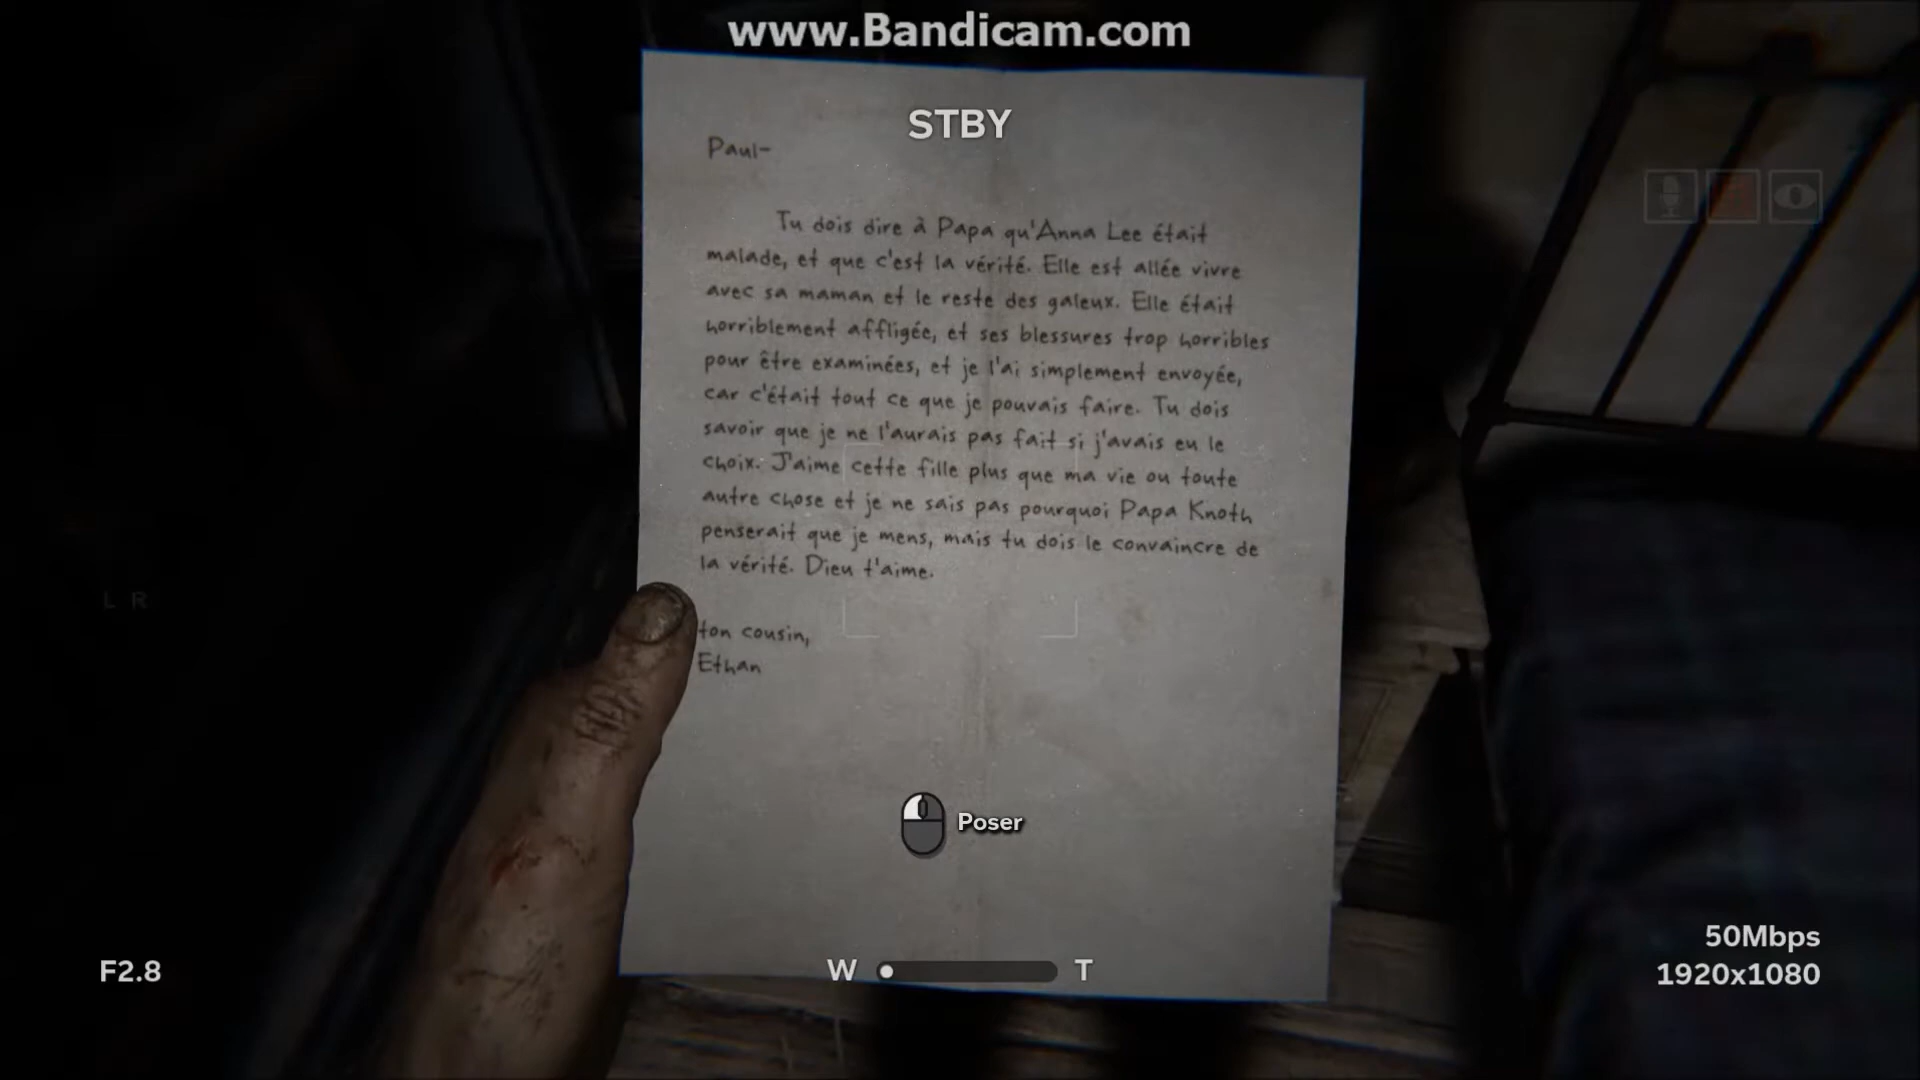 www.Bandicam.com
STBY
Paul-
Tu dois dire à Papa qu'Anna Lee était
malade, et que c'est la vérité. Elle est allée vivre
avec sa maman et le reste des galeux. Elle était
horriblement affligée, et ses blessures trop horribles
pour être examinées, et je l'ai simplement envoyée,
car c'était tout ce que je pouvais faire. Tu dois
savoir que je ne l'aurais pas fait si j'avais eu le
choix. J'aime cette fille plus que ma vie ou toute
autre chose et je ne sais pas pourquoi Papa Knoth
penserait que je mens, mais tu dois le convaincre de
la vérité. Dieu t'aime.
L R
ton cousin,
Ethan
Poser
F2.8
W T
50Mbps
1920x1080